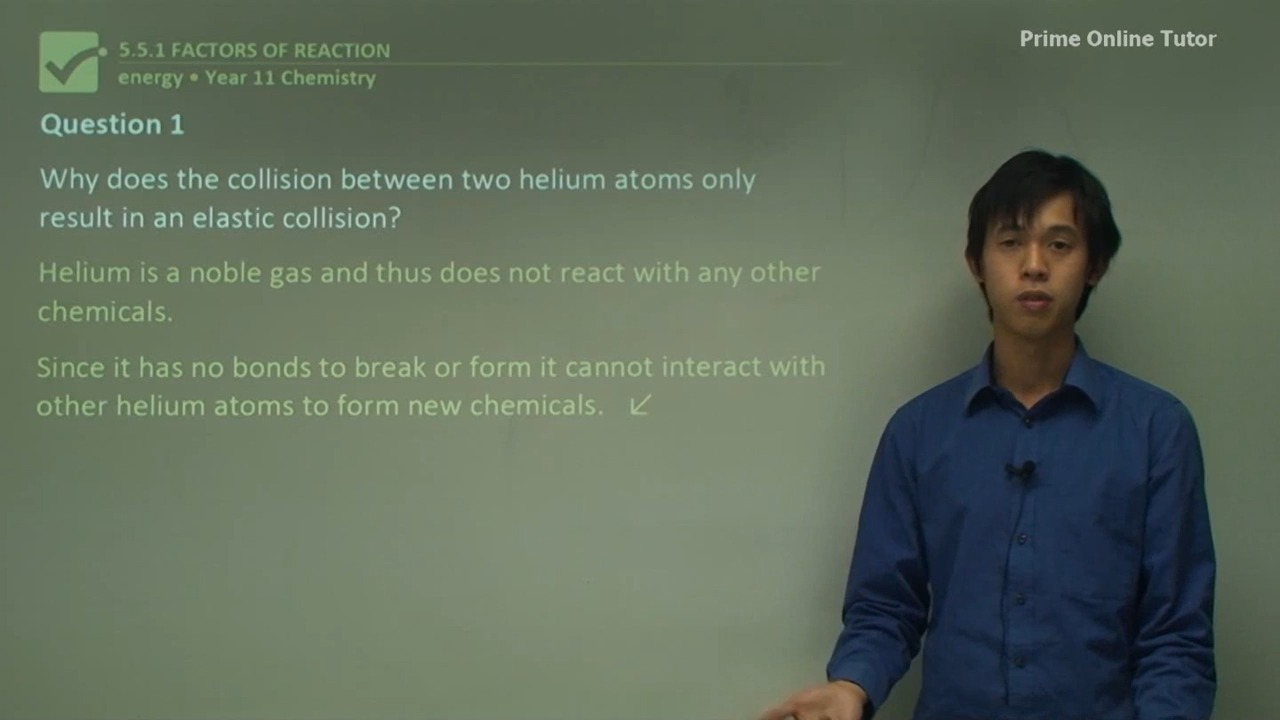 Prime Online Tutor
5.5.1 FACTORS OF REACTION
energy • Year 11 Chemistry
Question 1
Why does the collision between two helium atoms only
result in an elastic collision?
Helium is a noble gas and thus does not react with any other
chemicals.
Since it has no bonds to break or form it cannot interact with
other helium atoms to form new chemicals.